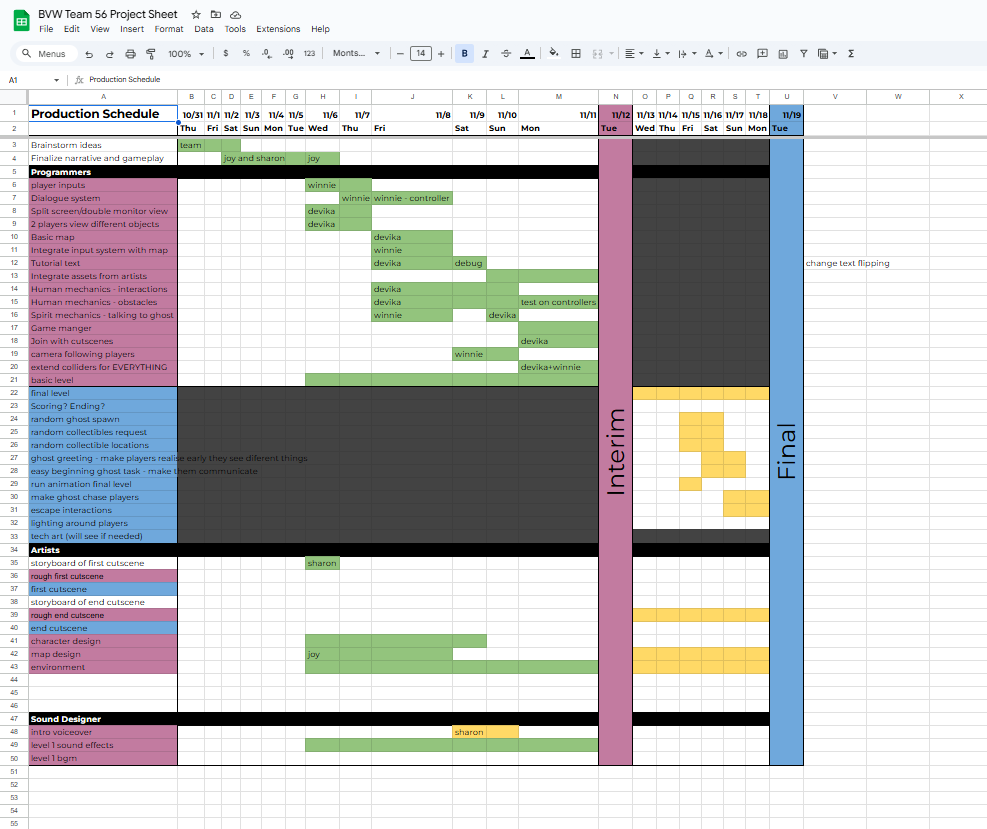 BVW Team 56 Project Sheet
File Edit View Insert Format Data Tools Extensions Help
Menus 100% $ % .0 .00 123 Monts... 14 B I A
A1 fx Production Schedule
A B C D E F G H I J K L M N O P Q R S T U V W X
1 Production Schedule 10/31 11/1 11/2 11/3 11/4 11/5 11/6 11/7 11/8 11/9 11/10 11/11 11/12 11/13 11/14 11/15 11/16 11/17 11/18 11/19
2 Thu Fri Sat Sun Mon Tue Wed Thu Fri Sat Sun Mon Tue Wed Thu Fri Sat Sun Mon Tue
3 Brainstorm ideas team
4 Finalize narrative and gameplay joy and sharon joy
5 Programmers
6 player inputs winnie
7 Dialogue system winnie winnie - controller
8 Split screen/double monitor view devika
9 2 players view different objects devika
10 Basic map devika
11 Integrate input system with map winnie
12 Tutorial text devika debug change text flipping
13 Integrate assets from artists
14 Human mechanics - interactions devika
15 Human mechanics - obstacles devika test on controllers
16 Spirit mechanics - talking to ghost winnie devika
17 Game manger
18 Join with cutscenes devika
19 camera following players winnie
20 extend colliders for EVERYTHING devika+winnie
21 basic level
22 final level
23 Scoring? Ending?
24 random ghost spawn
25 random collectibles request
26 random collectible locations
27 ghost greeting - make players realise early they see diferent things
28 easy beginning ghost task - make them communicate
29 run animation final level
30 make ghost chase players
31 escape interactions
32 lighting around players
33 tech art (will see if needed)
Interim
Final
34 Artists
35 storyboard of first cutscene sharon
36 rough first cutscene
37 first cutscene
38 storyboard of end cutscene
39 rough end cutscene
40 end cutscene
41 character design
42 map design joy
43 environment
44
45
46
47 Sound Designer
48 intro voiceover sharon
49 level 1 sound effects
50 level 1 bgm
51
52
53
54
55